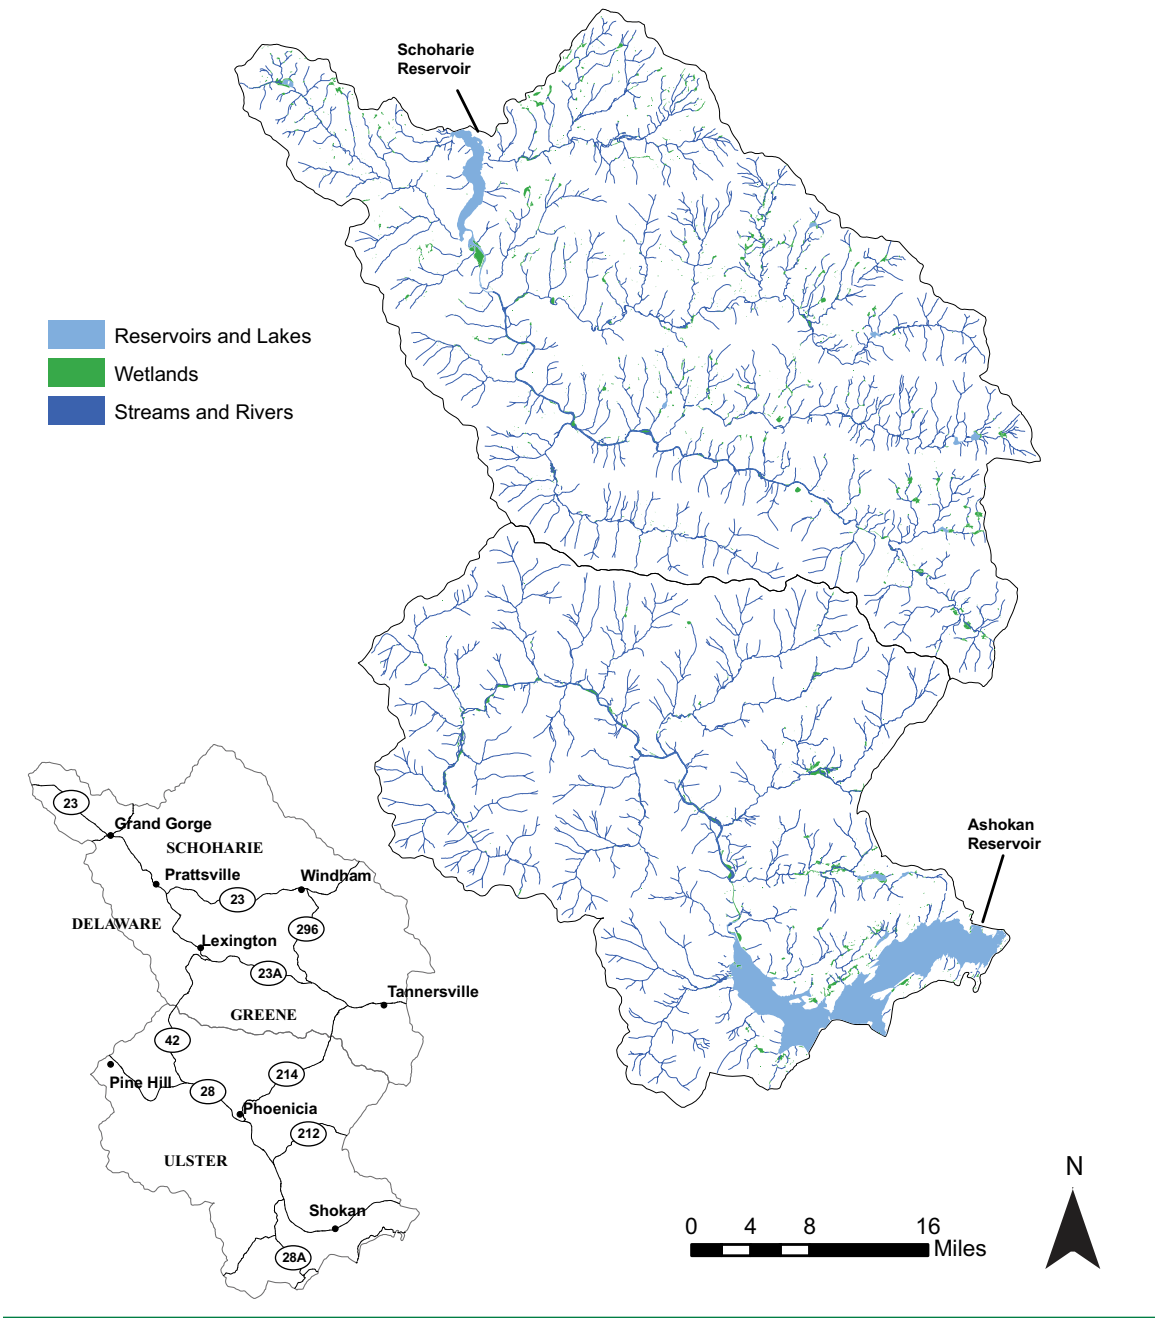 Schoharie
Reservoir
Reservoirs and Lakes
Wetlands
Streams and Rivers
Ashokan
Reservoir
23
Grand Gorge
SCHOHARIE
Prattsville
Windham
23
DELAWARE
296
Lexington
23A
Tannersville
GREENE
42
Pine Hill
214
28
Phoenicia
212
ULSTER
Shokan
28A
N
0 4 8 16
Miles